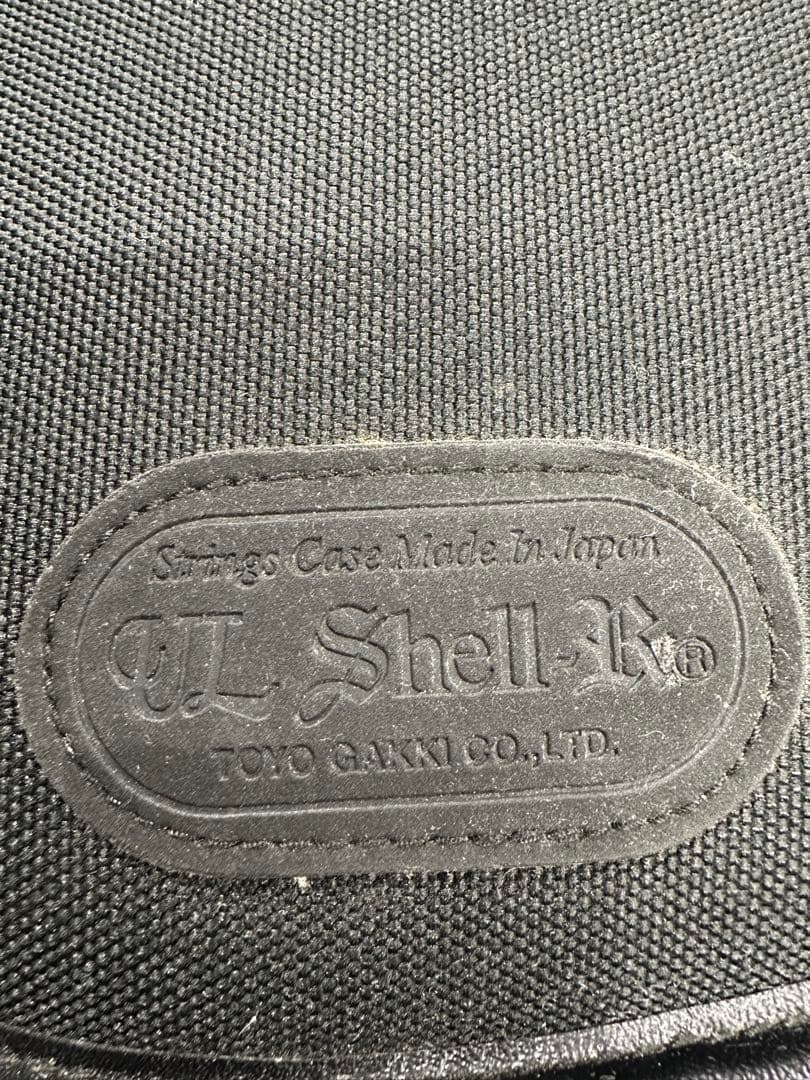 Strings Case Made In Japan
UL Shell-R®
TOYO GAKKI CO.,LTD.